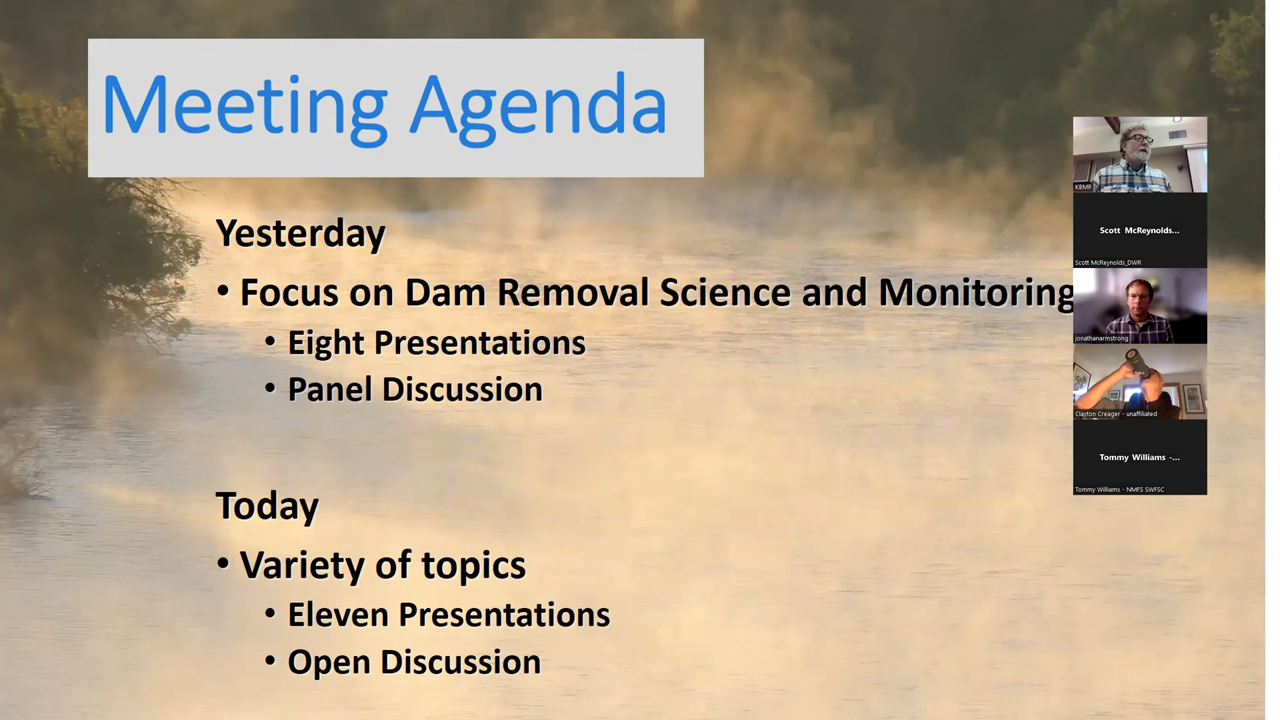 Meeting Agenda
Yesterday
• Focus on Dam Removal Science and Monitoring
• Eight Presentations
• Panel Discussion
Today
• Variety of topics
• Eleven Presentations
• Open Discussion
KBMP
Scott McReynolds...
Scott McReynolds_DWR
jonathanarmstrong
Clayton Creager - unaffiliated
Tommy Williams -...
Tommy Williams - NMFS SWFSC